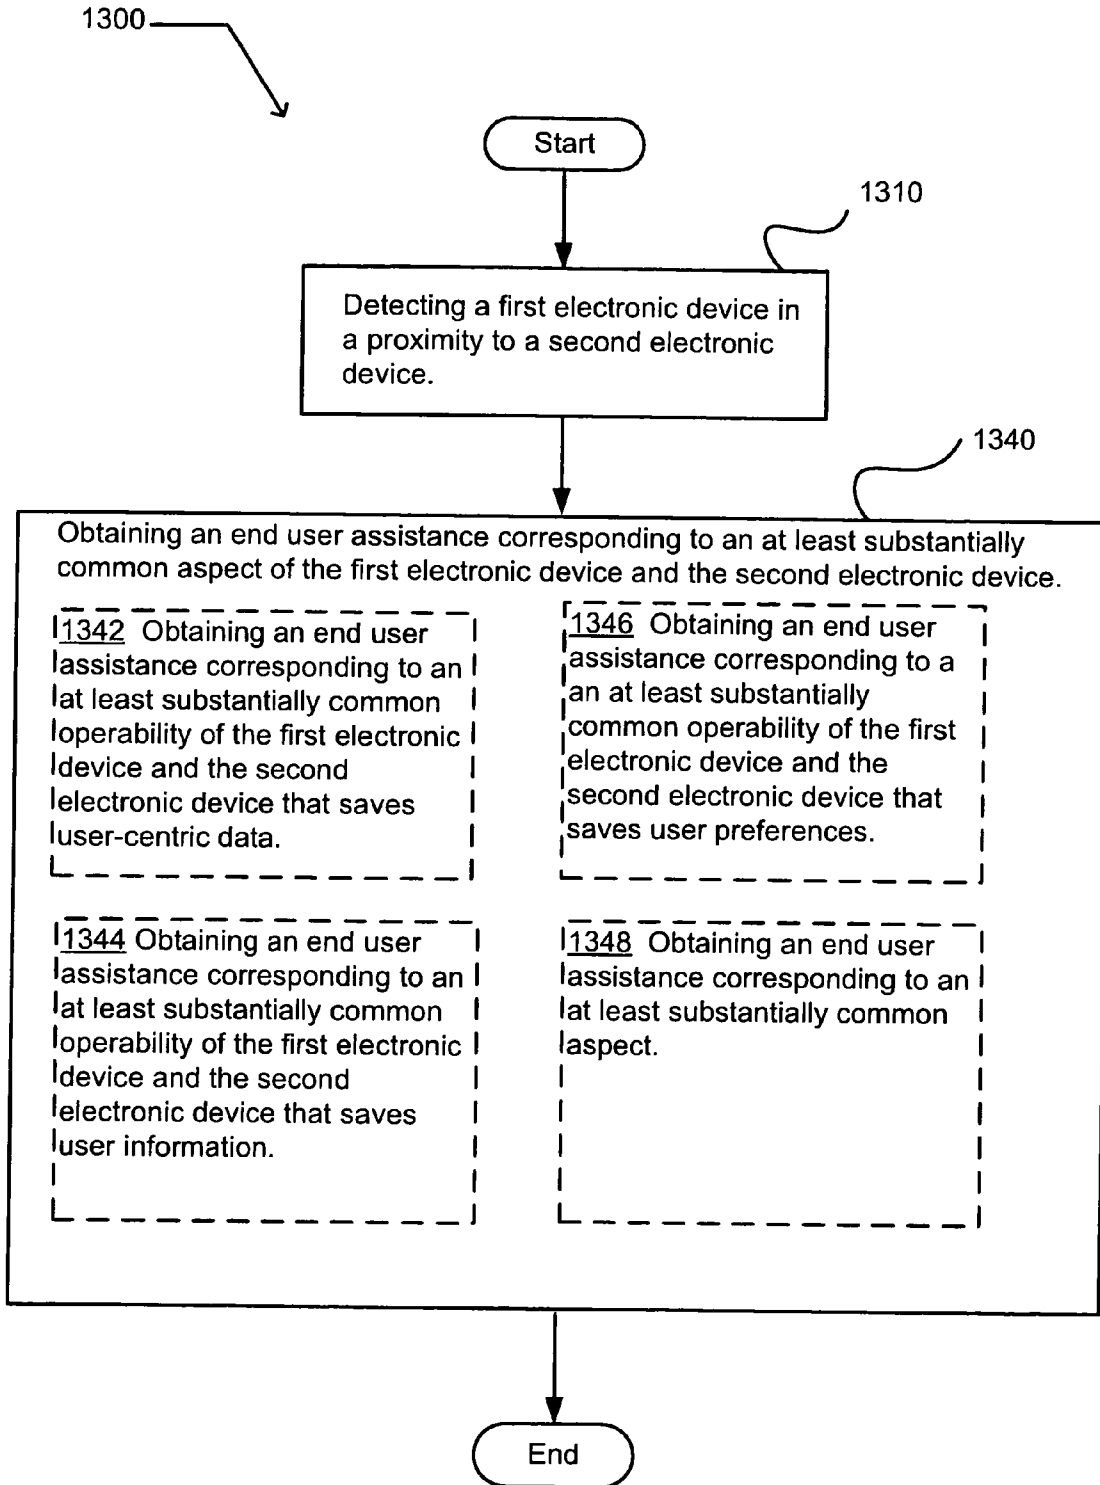 1300
Start
1310
Detecting a first electronic device in
a proximity to a second electronic
device.
1340
Obtaining an end user assistance corresponding to an at least substantially
common aspect of the first electronic device and the second electronic device.
1342 Obtaining an end user
assistance corresponding to an
at least substantially common
operability of the first electronic
device and the second
electronic device that saves
user-centric data.
1346 Obtaining an end user
assistance corresponding to a
an at least substantially
common operability of the first
electronic device and the
second electronic device that
saves user preferences.
1344 Obtaining an end user
assistance corresponding to an
at least substantially common
operability of the first electronic
device and the second
electronic device that saves
user information.
1348 Obtaining an end user
assistance corresponding to an
at least substantially common
aspect.
End